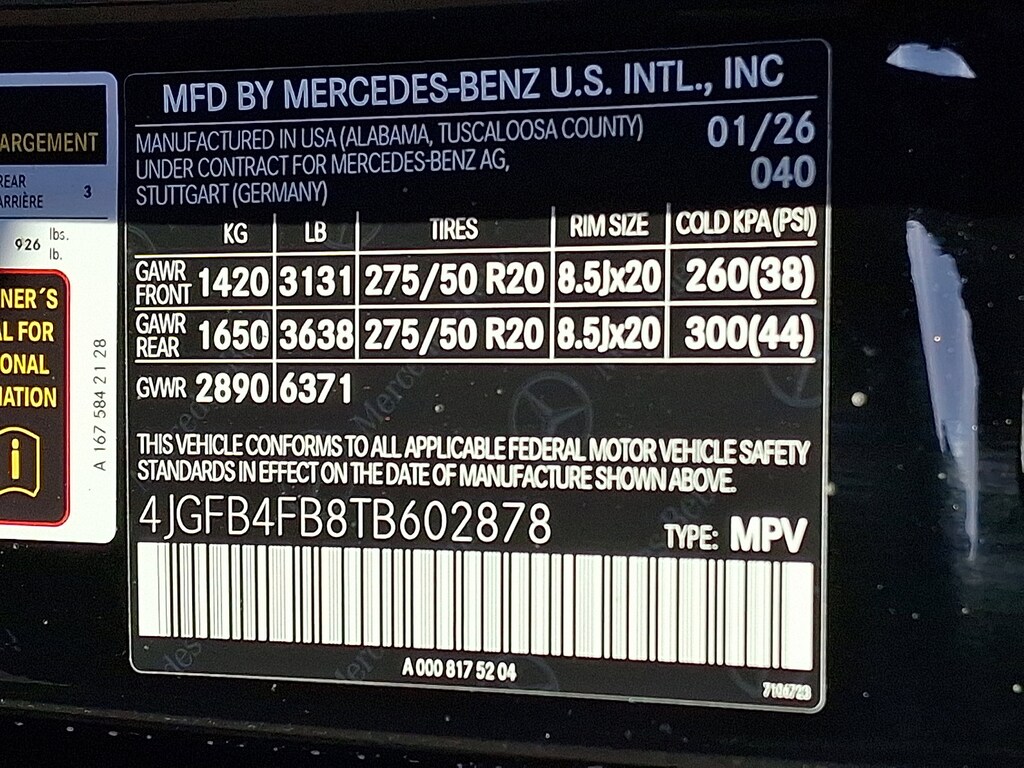 ARGEMENT
REAR
ARRIÈRE
3
926 lbs.
lb.
NER´S
AL FOR
IONAL
MATION
i
A 167 584 21 28
MFD BY MERCEDES-BENZ U.S. INTL., INC
MANUFACTURED IN USA (ALABAMA, TUSCALOOSA COUNTY)
UNDER CONTRACT FOR MERCEDES-BENZ AG,
STUTTGART (GERMANY)
01/26
040
KG LB TIRES RIM SIZE COLD KPA (PSI)
GAWR FRONT 1420 3131 275/50 R20 8.5Jx20 260(38)
GAWR REAR 1650 3638 275/50 R20 8.5Jx20 300(44)
GVWR 2890 6371
THIS VEHICLE CONFORMS TO ALL APPLICABLE FEDERAL MOTOR VEHICLE SAFETY
STANDARDS IN EFFECT ON THE DATE OF MANUFACTURE SHOWN ABOVE.
4JGFB4FB8TB602878
TYPE: MPV
A 000 817 52 04